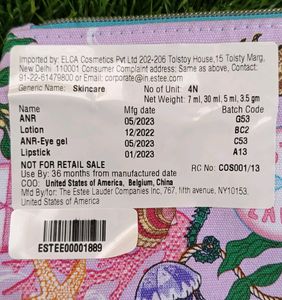 Imported by: ELCA Cosmetics Pvt Ltd 202-206 Tolstoy House,15 Tolsty Marg,
New Delhi 110001 Consumer Complaint address: Same as above, Contact:
91-22-61479800 or Email: corporate@in.estee.com
Generic Name: Skincare No of Unit: 4N
Net Weight: 7 ml, 30 ml, 5 ml, 3.5 gm
Name Mfg date Batch Code
ANR 05/2023 G53
Lotion 12/2022 BC2
ANR-Eye gel 05/2023 C53
Lipstick 01/2023 A13
NOT FOR RETAIL SALE RC No COS001/13
Use By: 36 months from manufactured date
COO: United States of America, Belgium, China
Mfd By/for: The Estee Lauder Companies Inc, 767, fifth avenue, NY10153.
United States of America
ESTEE00001889